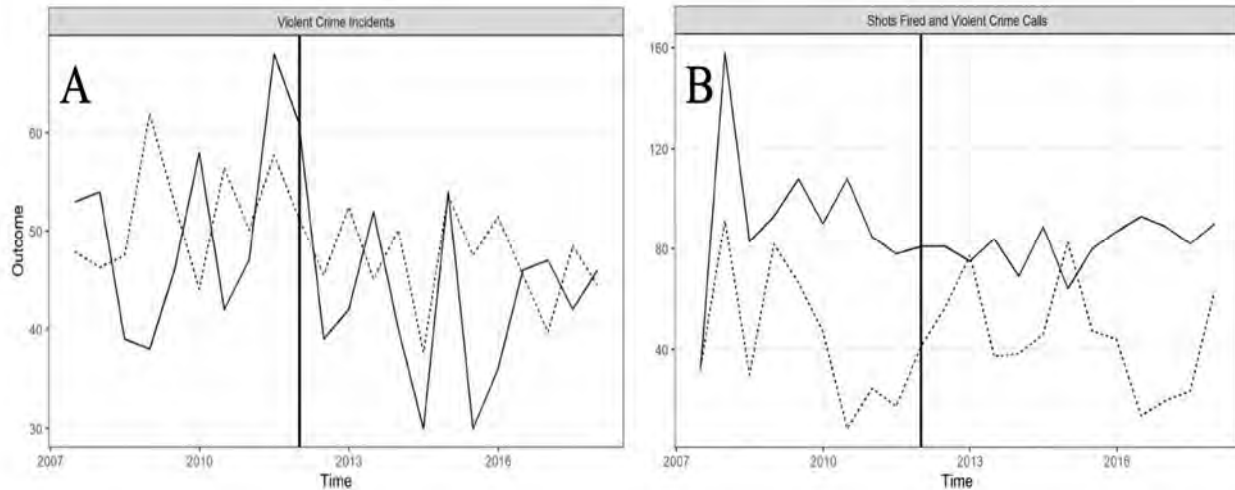 Violent Crime Incidents
A
60
50
40
30
Outcome
2007
2010
2013
2016
Time
Shots Fired and Violent Crime Calls
B
160
120
80
40
2007
2010
2013
2016
Time